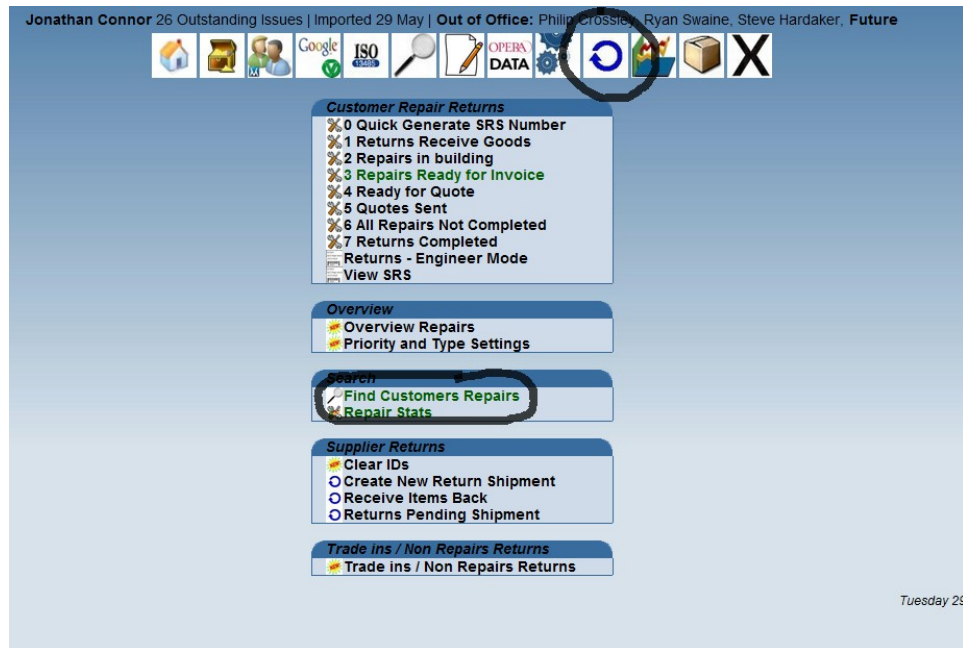 Jonathan Connor 26 Outstanding Issues | Imported 29 May | Out of Office: Philip Crossley, Ryan Swaine, Steve Hardaker, Future
Google ISO 13485 OPERA DATA X
Customer Repair Returns
0 Quick Generate SRS Number
1 Returns Receive Goods
2 Repairs in building
3 Repairs Ready for Invoice
4 Ready for Quote
5 Quotes Sent
6 All Repairs Not Completed
7 Returns Completed
Returns - Engineer Mode
View SRS
Overview
Overview Repairs
Priority and Type Settings
Search
Find Customers Repairs
Repair Stats
Supplier Returns
Clear IDs
Create New Return Shipment
Receive Items Back
Returns Pending Shipment
Trade ins / Non Repairs Returns
Trade ins / Non Repairs Returns
Tuesday 29